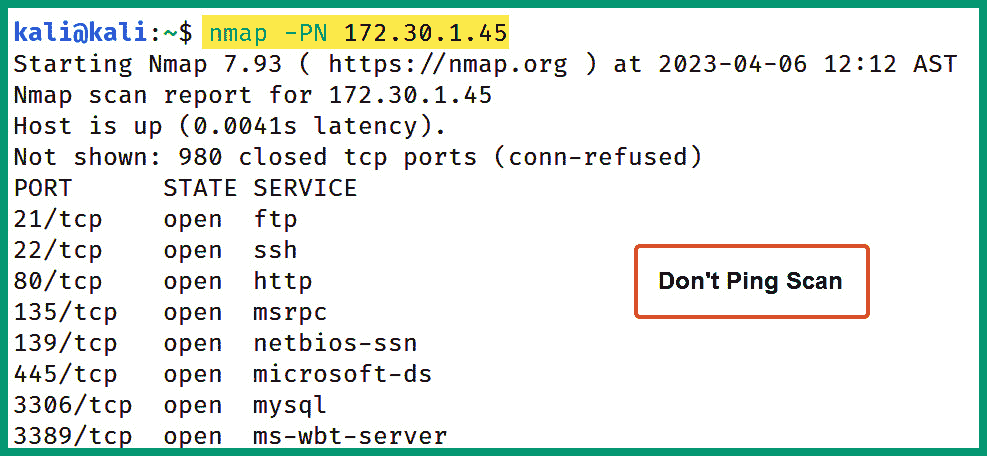 kali@kali:~$ nmap -PN 172.30.1.45
Starting Nmap 7.93 ( https://nmap.org ) at 2023-04-06 12:12 AST
Nmap scan report for 172.30.1.45
Host is up (0.0041s latency).
Not shown: 980 closed tcp ports (conn-refused)
PORT     STATE SERVICE
21/tcp   open  ftp
22/tcp   open  ssh
80/tcp   open  http
135/tcp  open  msrpc
139/tcp  open  netbios-ssn
445/tcp  open  microsoft-ds
3306/tcp open  mysql
3389/tcp open  ms-wbt-server
Don't Ping Scan